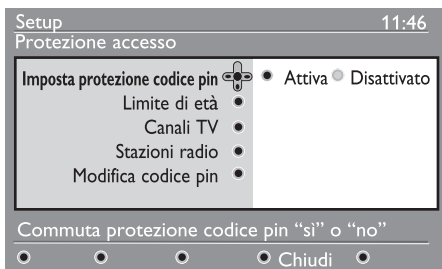 Setup 11:46
Protezione accesso
Imposta protezione codice pin Attiva Disattivato
Limite di età
Canali TV
Stazioni radio
Modifica codice pin
Commuta protezione codice pin “sì” o “no”
Chiudi